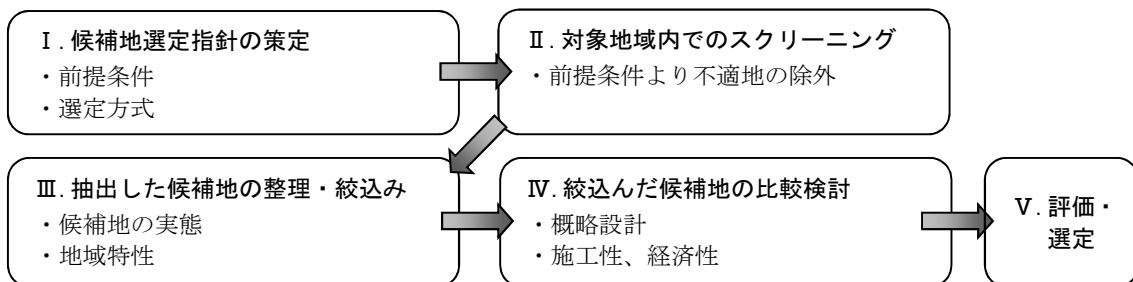 Ⅰ．候補地選定指針の策定
・前提条件
・選定方式
Ⅱ．対象地域内でのスクリーニング
・前提条件より不適地の除外
Ⅲ．抽出した候補地の整理・絞込み
・候補地の実態
・地域特性
Ⅳ．絞込んだ候補地の比較検討
・概略設計
・施工性、経済性
Ⅴ．評価・
選定